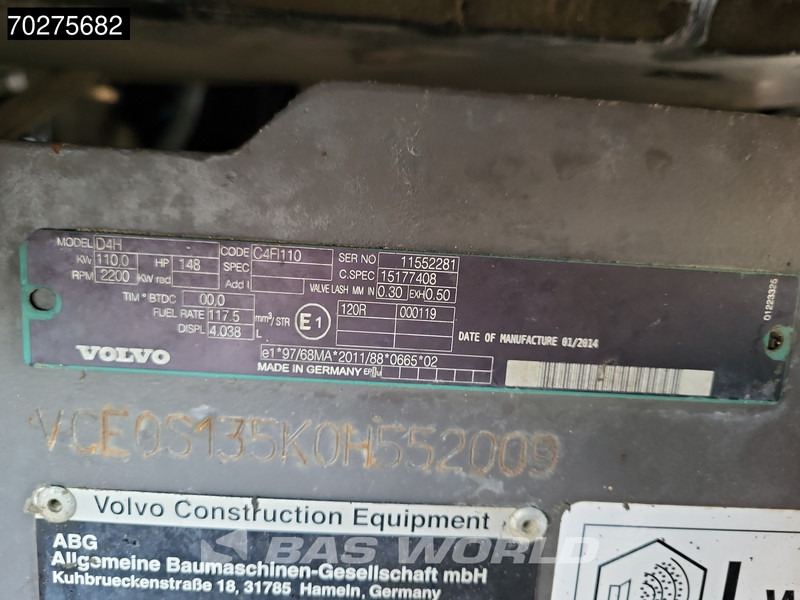 70275682
MODEL D4H CODE C4FI110 SER NO 11552281
KW 110,0 HP 148 SPEC C.SPEC 15177408
RPM 2200 KW rad Add I VALVE LASH MM IN 0.30 EXH 0.50
TIM° BTDC 00,0 120R 000119
FUEL RATE 117.5 mm³/STR E1
DISPL 4.038 L
DATE OF MANUFACTURE 01/2014
VOLVO e1*97/68MA*2011/88*0665*02
MADE IN GERMANY
01223325
VCE0S135K0H552009
Volvo Construction Equipment
ABG
Allgemeine Baumaschinen-Gesellschaft mbH
Kuhbrueckenstraße 18, 31785 Hameln, Germany
BAS WORLD